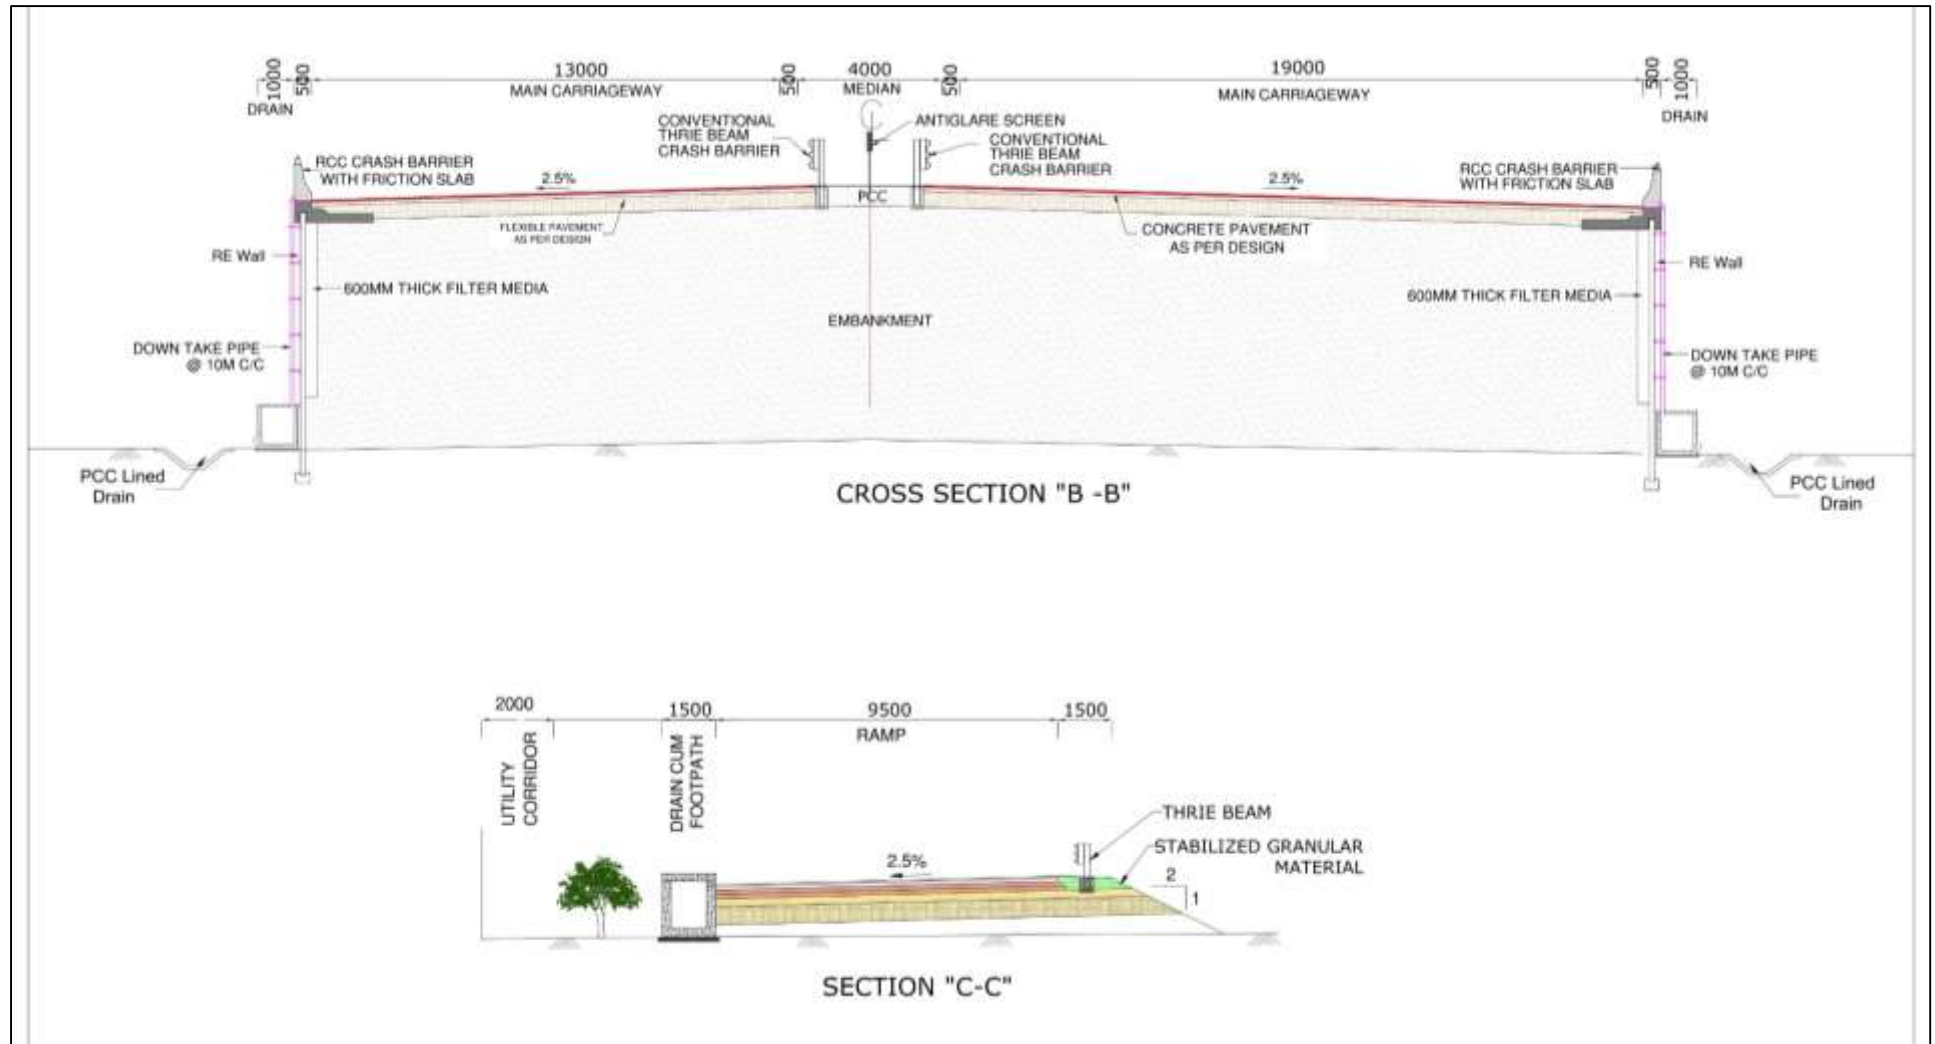 1000
500
13000
500
4000
500
19000
500
1000
DRAIN
MAIN CARRIAGEWAY
MEDIAN
MAIN CARRIAGEWAY
DRAIN
CONVENTIONAL
THRIE BEAM
CRASH BARRIER
ANTIGLARE SCREEN
CONVENTIONAL
THRIE BEAM
CRASH BARRIER
RCC CRASH BARRIER
WITH FRICTION SLAB
2.5%
PCC
2.5%
RCC CRASH BARRIER
WITH FRICTION SLAB
FLEXIBLE PAVEMENT
AS PER DESIGN
CONCRETE PAVEMENT
AS PER DESIGN
RE Wall
RE Wall
600MM THICK FILTER MEDIA
600MM THICK FILTER MEDIA
EMBANKMENT
DOWN TAKE PIPE
@ 10M C/C
DOWN TAKE PIPE
@ 10M C/C
PCC Lined
Drain
PCC Lined
Drain
CROSS SECTION "B -B"
2000
1500
9500
1500
UTILITY
CORRIDOR
DRAIN CUM
FOOTPATH
RAMP
THRIE BEAM
STABILIZED GRANULAR
MATERIAL
2.5%
2
1
SECTION "C-C"